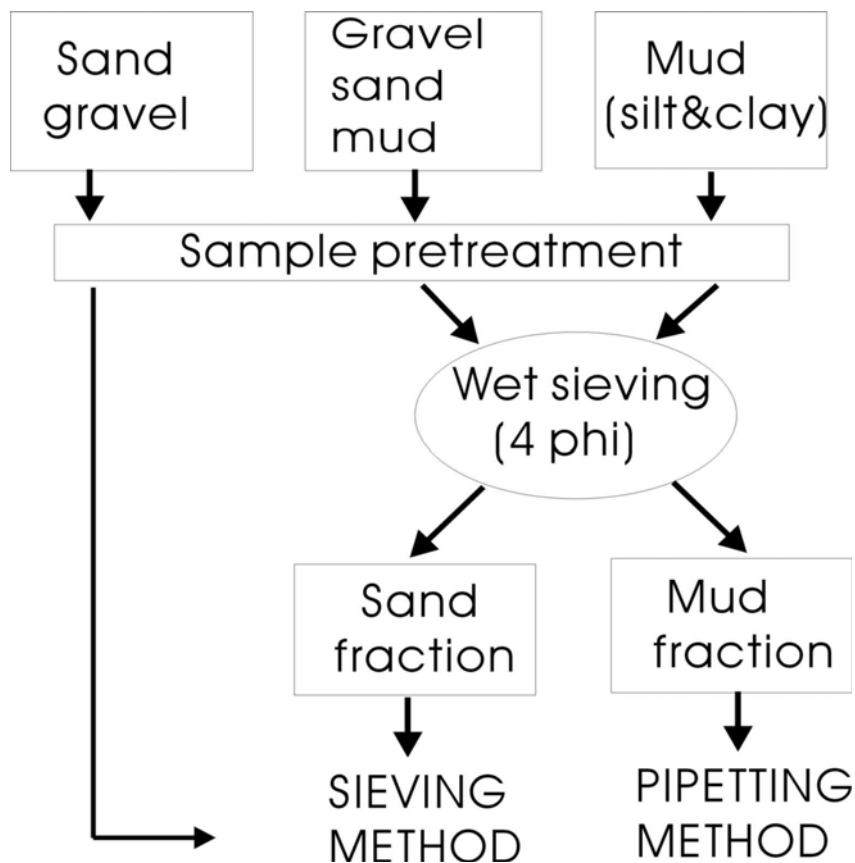 Sand
gravel
Gravel
sand
mud
Mud
(silt&clay)
Sample pretreatment
Wet sieving
(4 phi)
Sand
fraction
Mud
fraction
SIEVING
METHOD
PIPETTING
METHOD